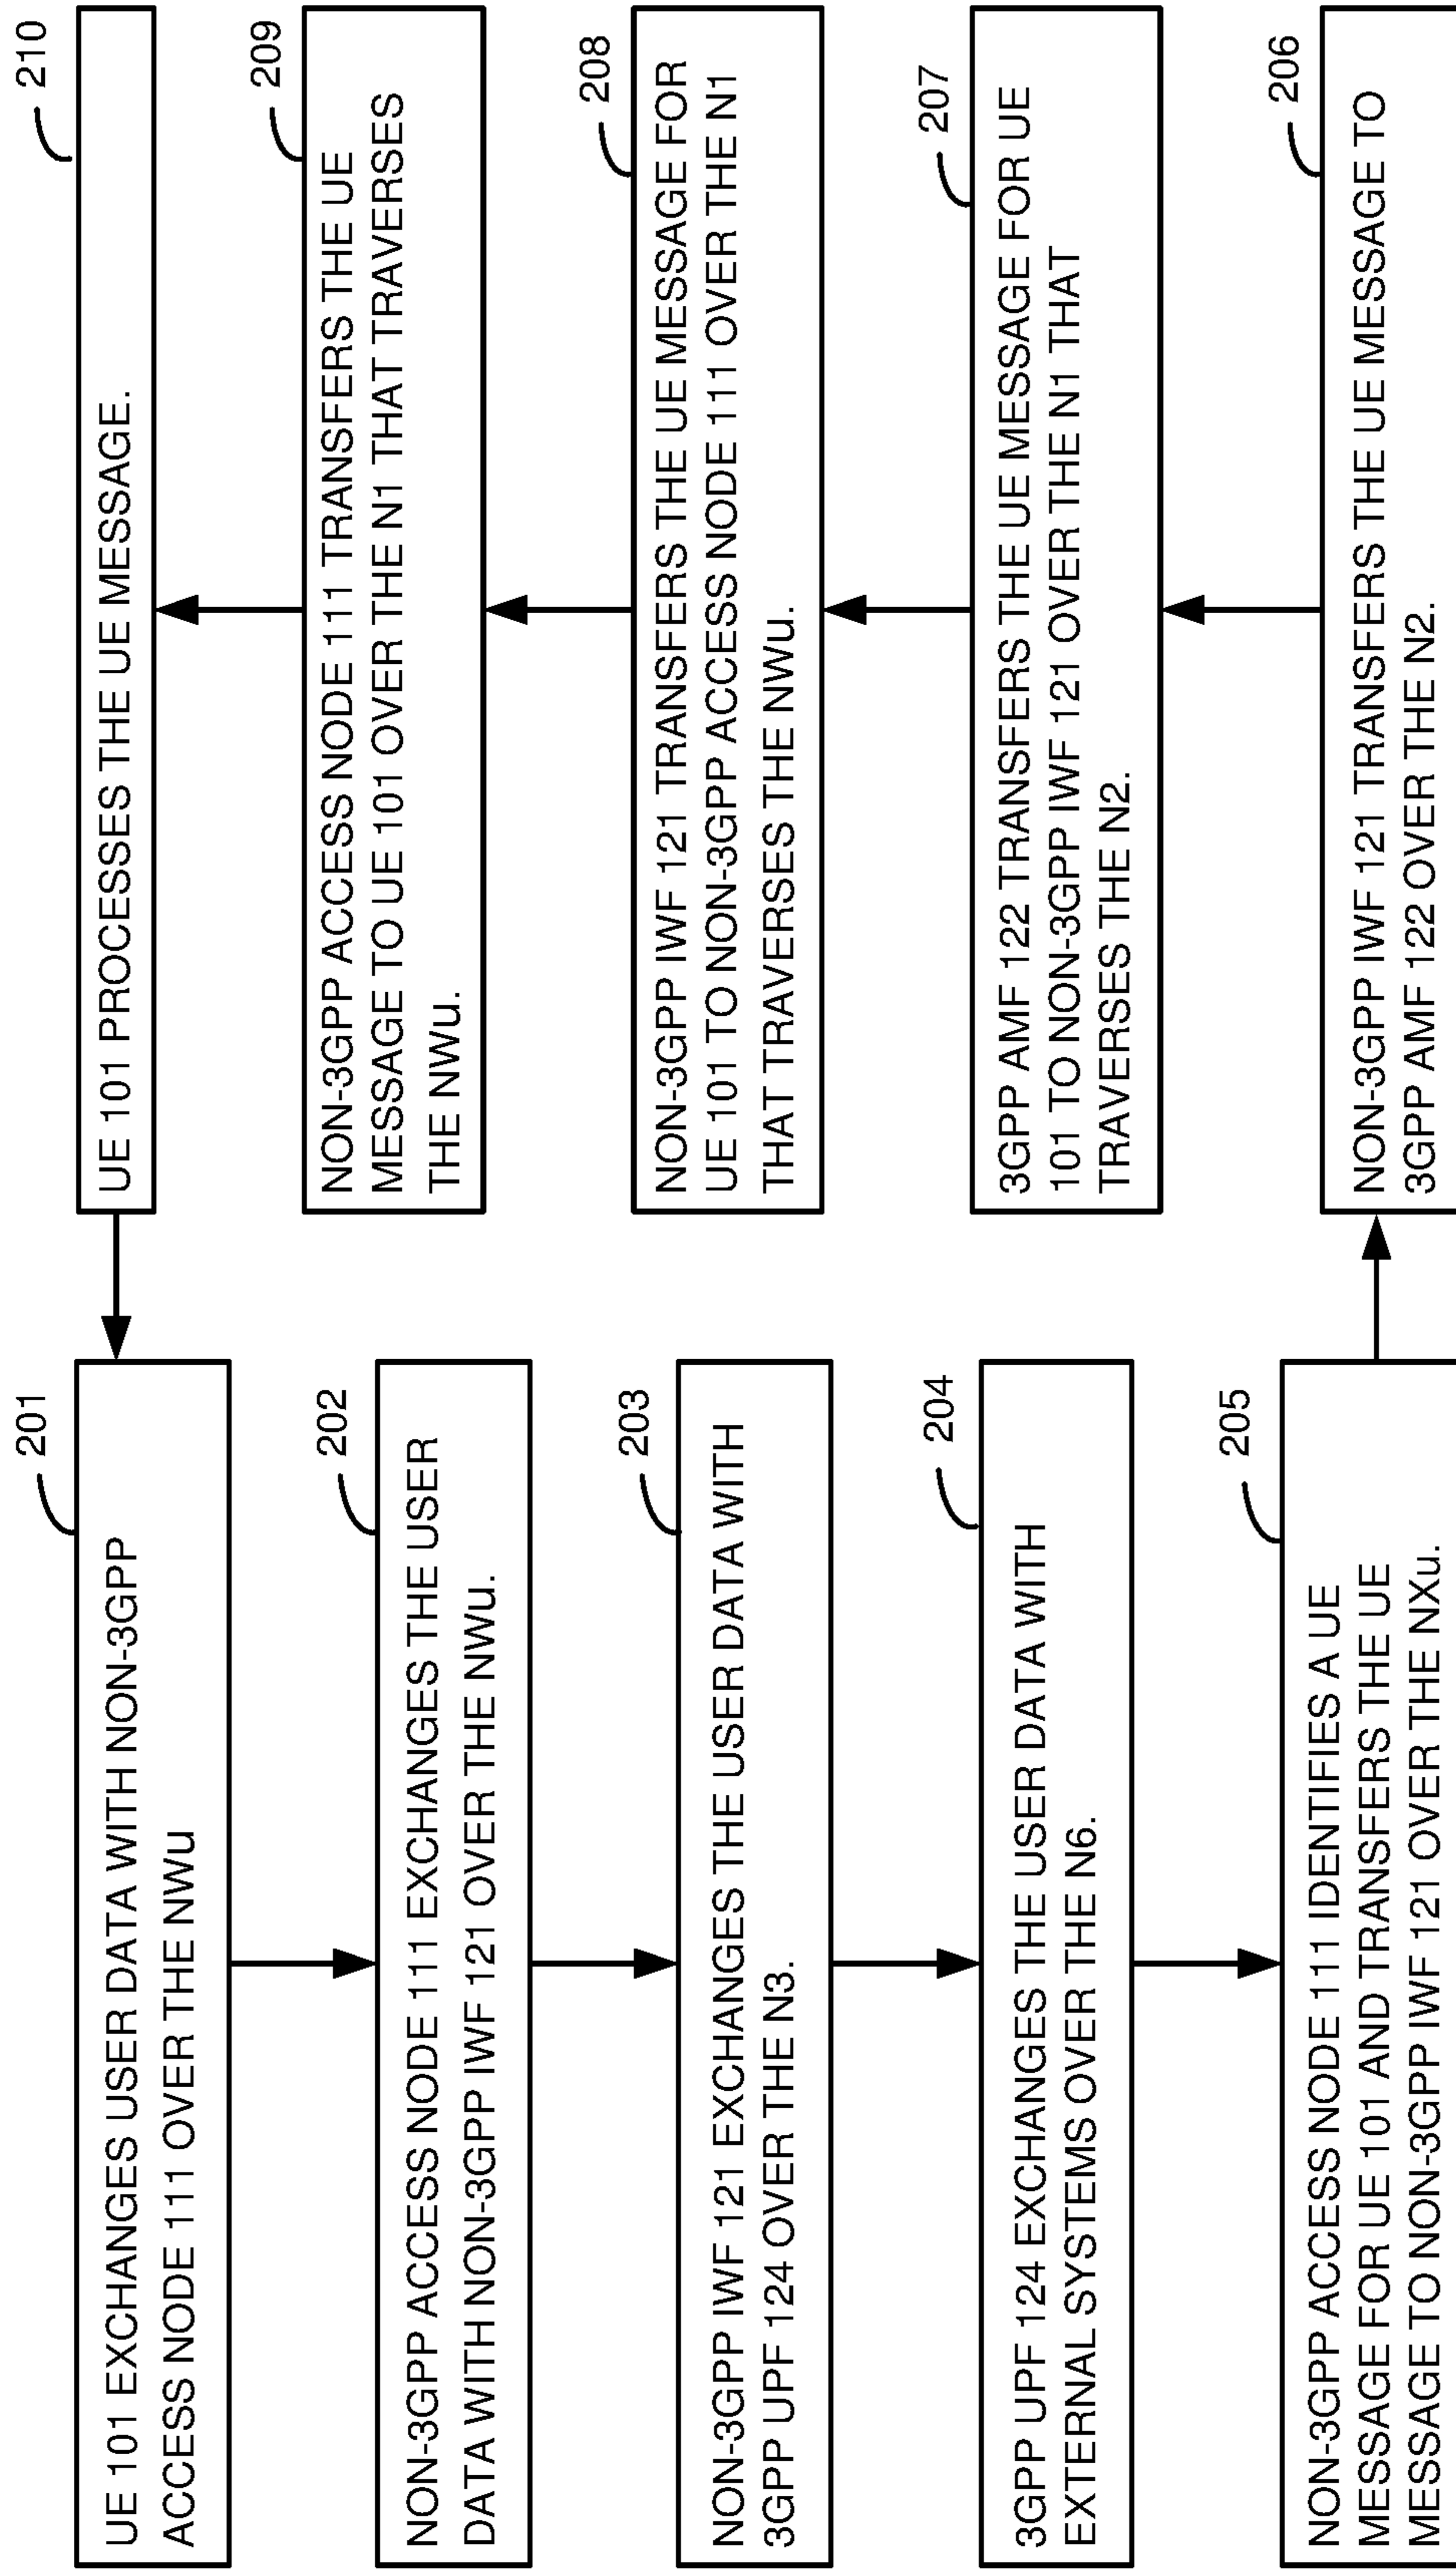 201
UE 101 EXCHANGES USER DATA WITH NON-3GPP
ACCESS NODE 111 OVER THE NWu
202
NON-3GPP ACCESS NODE 111 EXCHANGES THE USER
DATA WITH NON-3GPP IWF 121 OVER THE NWu.
203
NON-3GPP IWF 121 EXCHANGES THE USER DATA WITH
3GPP UPF 124 OVER THE N3.
204
3GPP UPF 124 EXCHANGES THE USER DATA WITH
EXTERNAL SYSTEMS OVER THE N6.
205
NON-3GPP ACCESS NODE 111 IDENTIFIES A UE
MESSAGE FOR UE 101 AND TRANSFERS THE UE
MESSAGE TO NON-3GPP IWF 121 OVER THE NXu.
206
NON-3GPP IWF 121 TRANSFERS THE UE MESSAGE TO
3GPP AMF 122 OVER THE N2.
207
3GPP AMF 122 TRANSFERS THE UE MESSAGE FOR UE
101 TO NON-3GPP IWF 121 OVER THE N1 THAT
TRAVERSES THE N2.
208
NON-3GPP IWF 121 TRANSFERS THE UE MESSAGE FOR
UE 101 TO NON-3GPP ACCESS NODE 111 OVER THE N1
THAT TRAVERSES THE NWu.
209
NON-3GPP ACCESS NODE 111 TRANSFERS THE UE
MESSAGE TO UE 101 OVER THE N1 THAT TRAVERSES
THE NWu.
210
UE 101 PROCESSES THE UE MESSAGE.